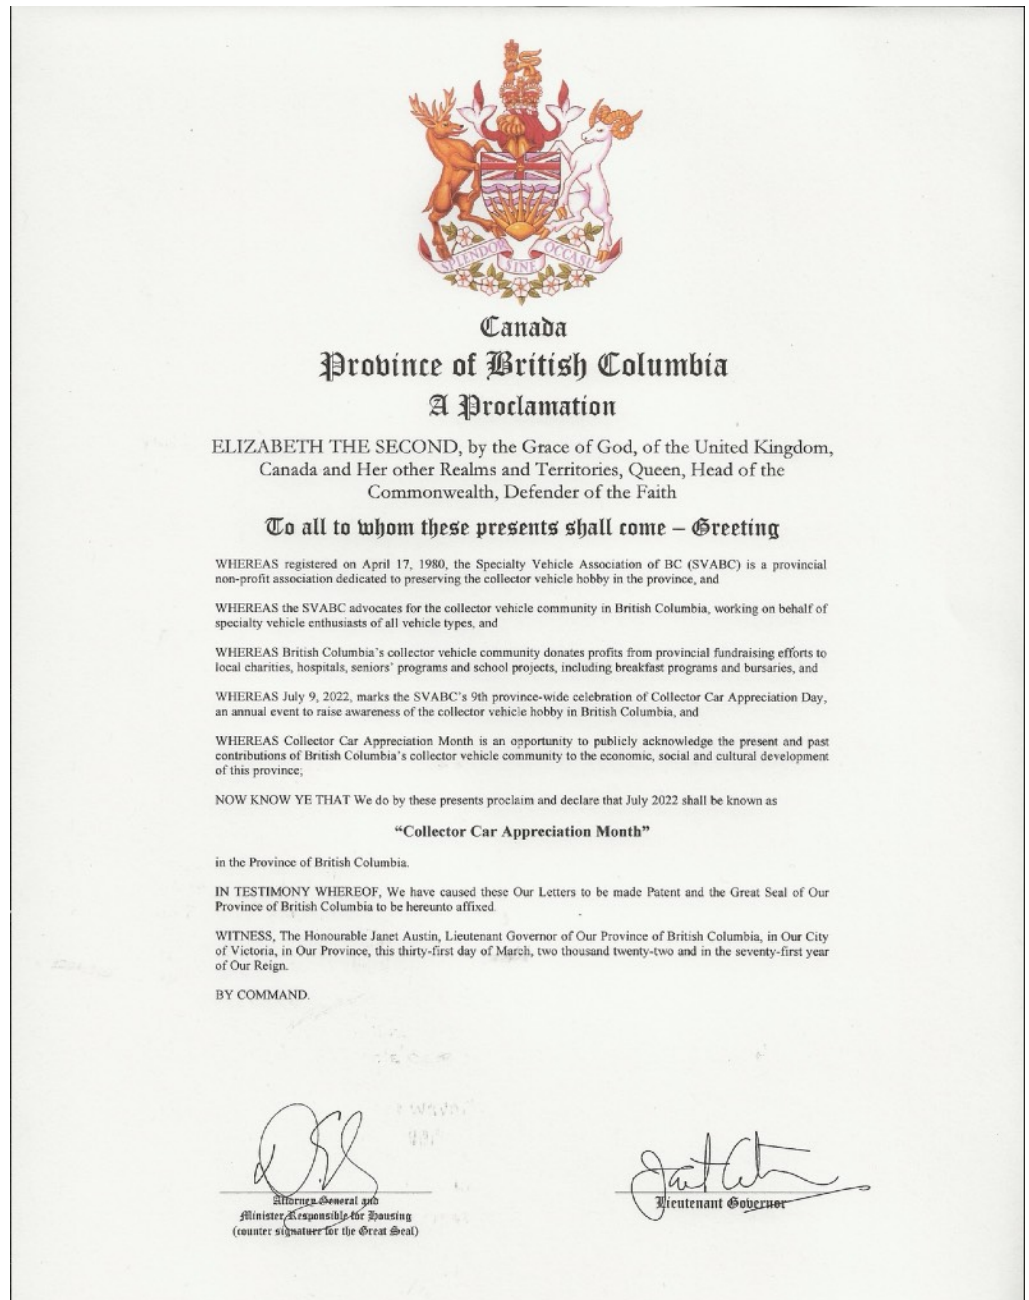 SPLENDOR SINE OCCASU
Canada
Province of British Columbia
A Proclamation
ELIZABETH THE SECOND, by the Grace of God, of the United Kingdom,
Canada and Her other Realms and Territories, Queen, Head of the
Commonwealth, Defender of the Faith
To all to whom these presents shall come – Greeting
WHEREAS registered on April 17, 1980, the Specialty Vehicle Association of BC (SVABC) is a provincial
non-profit association dedicated to preserving the collector vehicle hobby in the province, and
WHEREAS the SVABC advocates for the collector vehicle community in British Columbia, working on behalf of
specialty vehicle enthusiasts of all vehicle types, and
WHEREAS British Columbia's collector vehicle community donates profits from provincial fundraising efforts to
local charities, hospitals, seniors' programs and school projects, including breakfast programs and bursaries, and
WHEREAS July 9, 2022, marks the SVABC's 9th province-wide celebration of Collector Car Appreciation Day,
an annual event to raise awareness of the collector vehicle hobby in British Columbia, and
WHEREAS Collector Car Appreciation Month is an opportunity to publicly acknowledge the present and past
contributions of British Columbia's collector vehicle community to the economic, social and cultural development
of this province;
NOW KNOW YE THAT We do by these presents proclaim and declare that July 2022 shall be known as
“Collector Car Appreciation Month”
in the Province of British Columbia.
IN TESTIMONY WHEREOF, We have caused these Our Letters to be made Patent and the Great Seal of Our
Province of British Columbia to be hereunto affixed.
WITNESS, The Honourable Janet Austin, Lieutenant Governor of Our Province of British Columbia, in Our City
of Victoria, in Our Province, this thirty-first day of March, two thousand twenty-two and in the seventy-first year
of Our Reign.
BY COMMAND.
Attorney General and
Minister Responsible for Housing
(counter signature for the Great Seal)
Lieutenant Governor